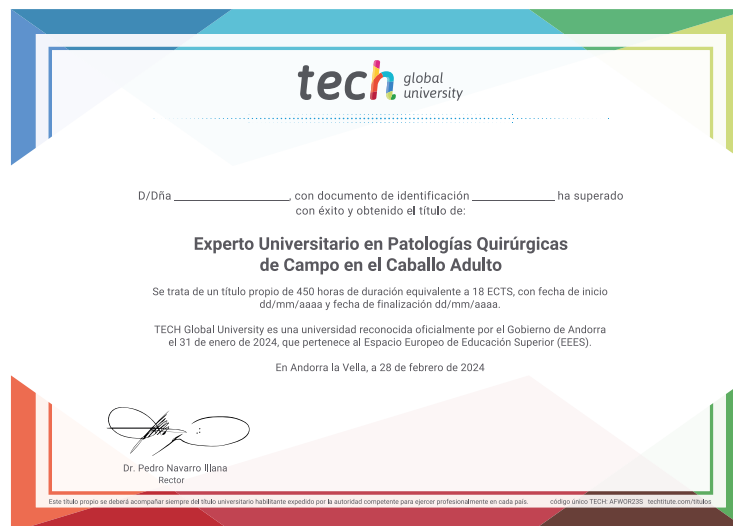 tech global
university
D/Dña ____________________, con documento de identificación ______________ ha superado
con éxito y obtenido el título de:
Experto Universitario en Patologías Quirúrgicas
de Campo en el Caballo Adulto
Se trata de un título propio de 450 horas de duración equivalente a 18 ECTS, con fecha de inicio
dd/mm/aaaa y fecha de finalización dd/mm/aaaa.
TECH Global University es una universidad reconocida oficialmente por el Gobierno de Andorra
el 31 de enero de 2024, que pertenece al Espacio Europeo de Educación Superior (EEES).
En Andorra la Vella, a 28 de febrero de 2024
Dr. Pedro Navarro Illana
Rector
Este título propio se deberá acompañar siempre del título universitario habilitante expedido por la autoridad competente para ejercer profesionalmente en cada país. código único TECH: AFWOR23S techtitute.com/titulos